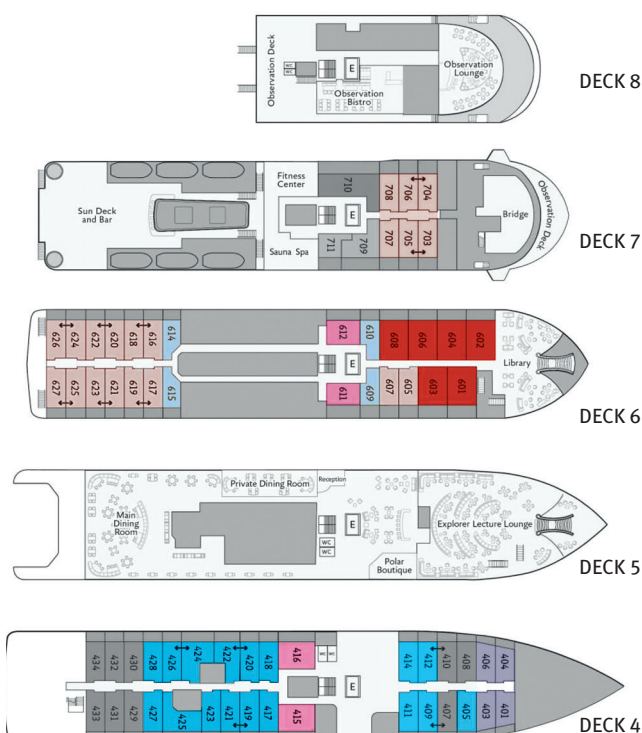 Observation Deck
WC
WC
E
Observation
Bistro
Observation
Lounge
DECK 8
Sun Deck
and Bar
Fitness
Center
Sauna Spa
E
710
711
709
708
706
704
707
705
703
Bridge
Observation Deck
DECK 7
626
624
622
620
618
616
614
612
610
608
606
604
602
E
Library
627
625
623
621
619
617
615
611
609
607
605
603
601
DECK 6
Main
Dining
Room
Private Dining Room
Reception
E
WC
WC
Explorer Lecture Lounge
Polar
Boutique
DECK 5
434
432
430
428
426
424
422
420
418
416
WC
WC
414
412
410
408
406
404
E
433
431
429
427
425
423
421
419
417
415
411
409
407
405
403
401
DECK 4